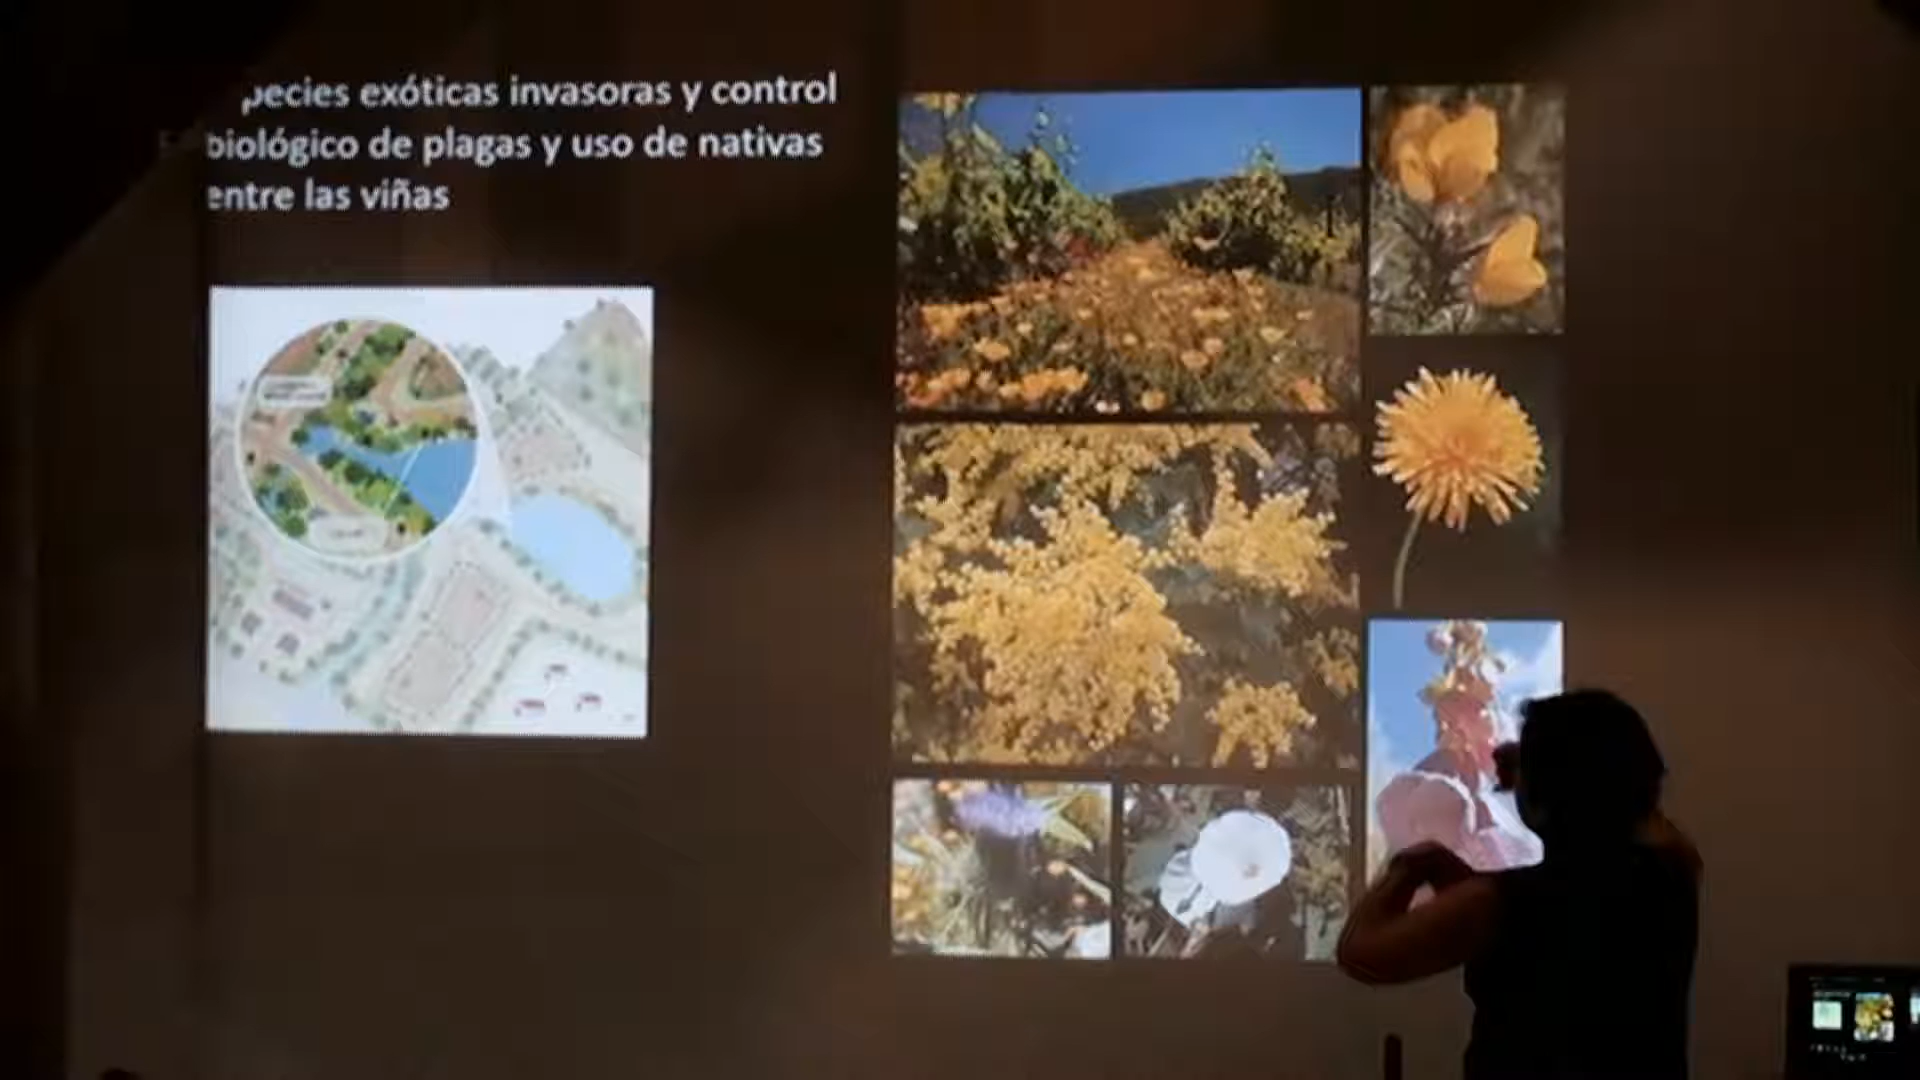 pecies exóticas invasoras y control
biológico de plagas y uso de nativas
entre las viñas